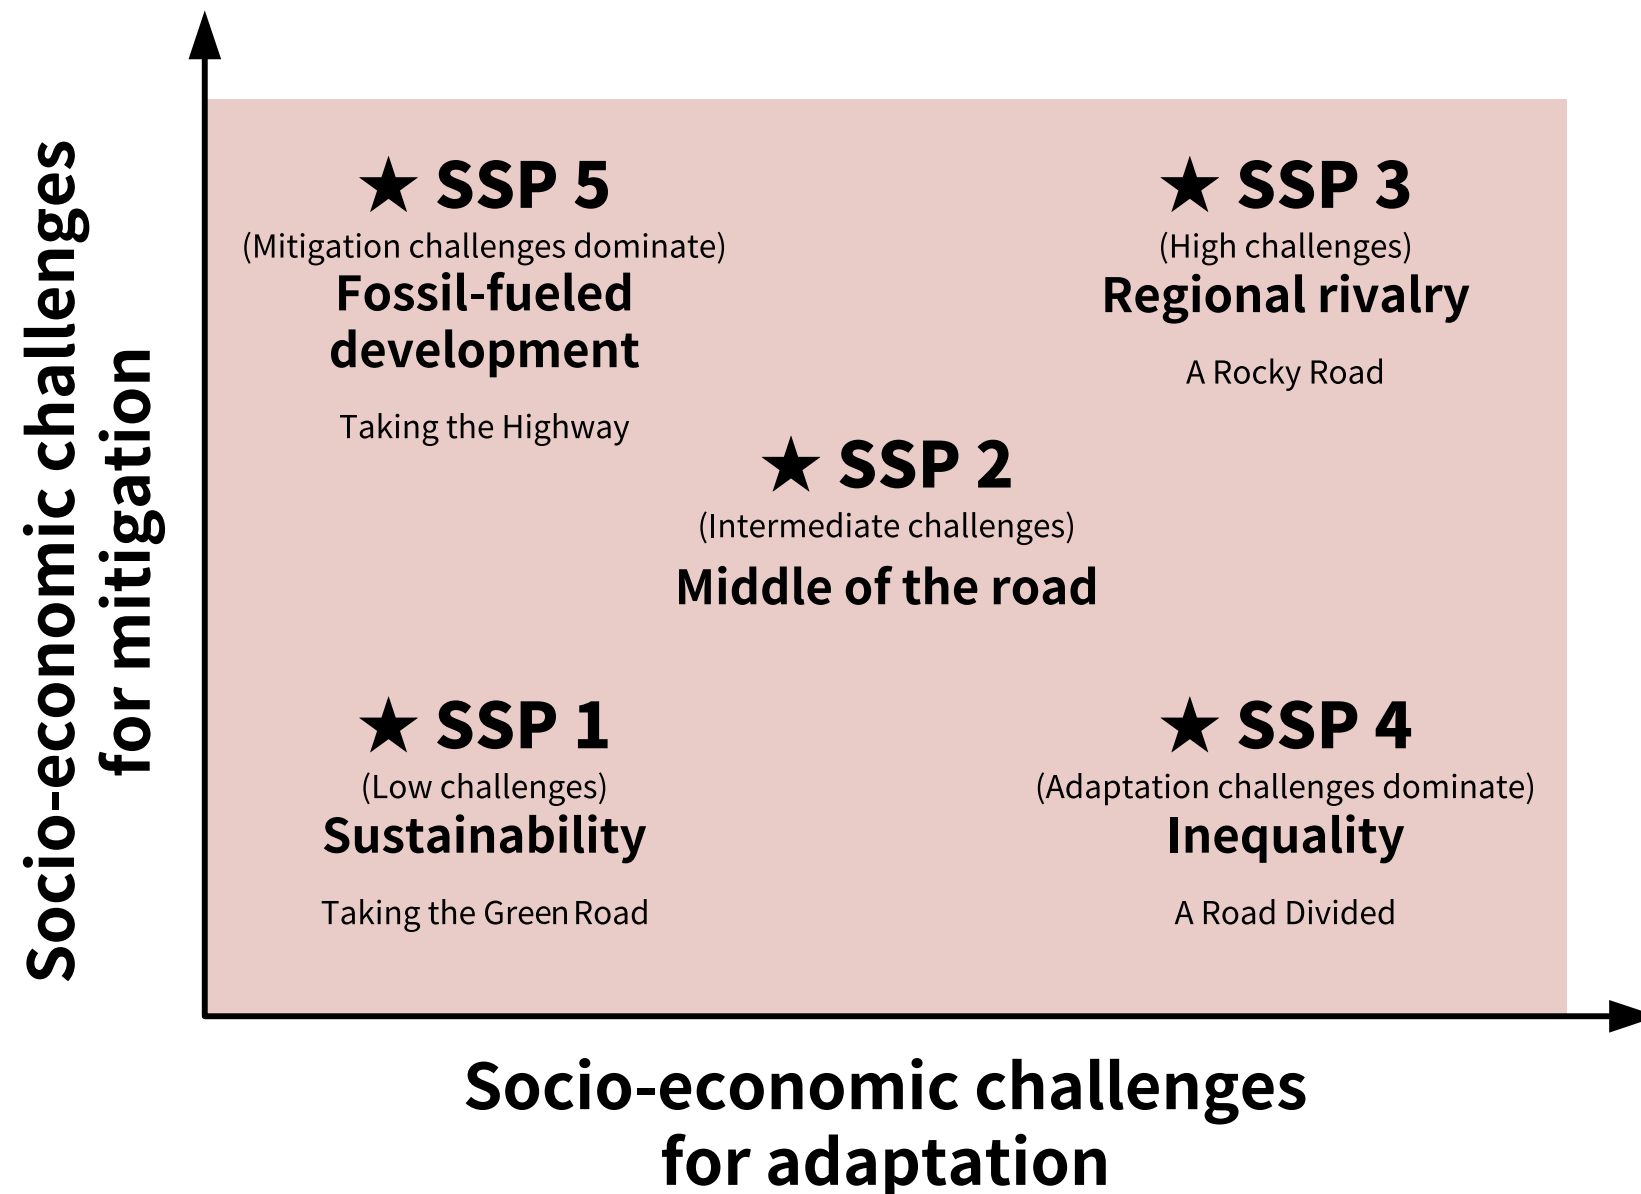 Socio-economic challenges
for mitigation
★ SSP 5
(Mitigation challenges dominate)
Fossil-fueled
development
Taking the Highway
★ SSP 3
(High challenges)
Regional rivalry
A Rocky Road
★ SSP 2
(Intermediate challenges)
Middle of the road
★ SSP 1
(Low challenges)
Sustainability
Taking the Green Road
★ SSP 4
(Adaptation challenges dominate)
Inequality
A Road Divided
Socio-economic challenges
for adaptation